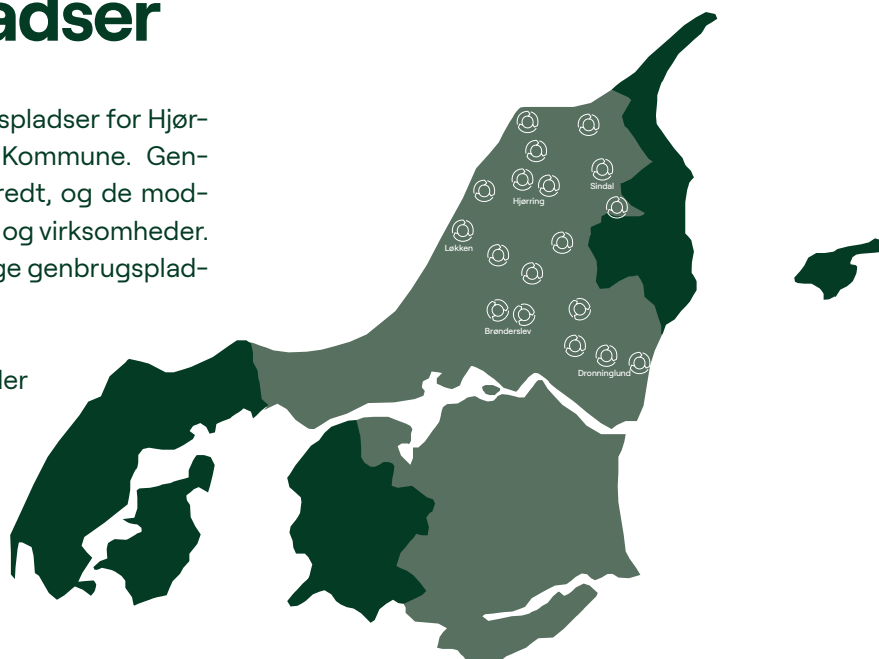 adser
spladser for Hjør-
Kommune. Gen-
redt, og de mod-
og virksomheder.
ge genbrugsplad-
ler
Sindal
Hjørring
Løkken
Brønderslev
Dronninglund